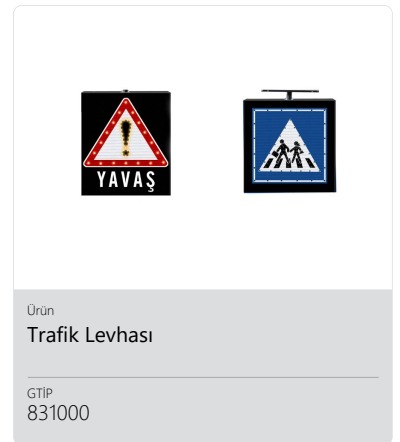 YAVAŞ
Ürün
Trafik Levhası
GTİP
831000